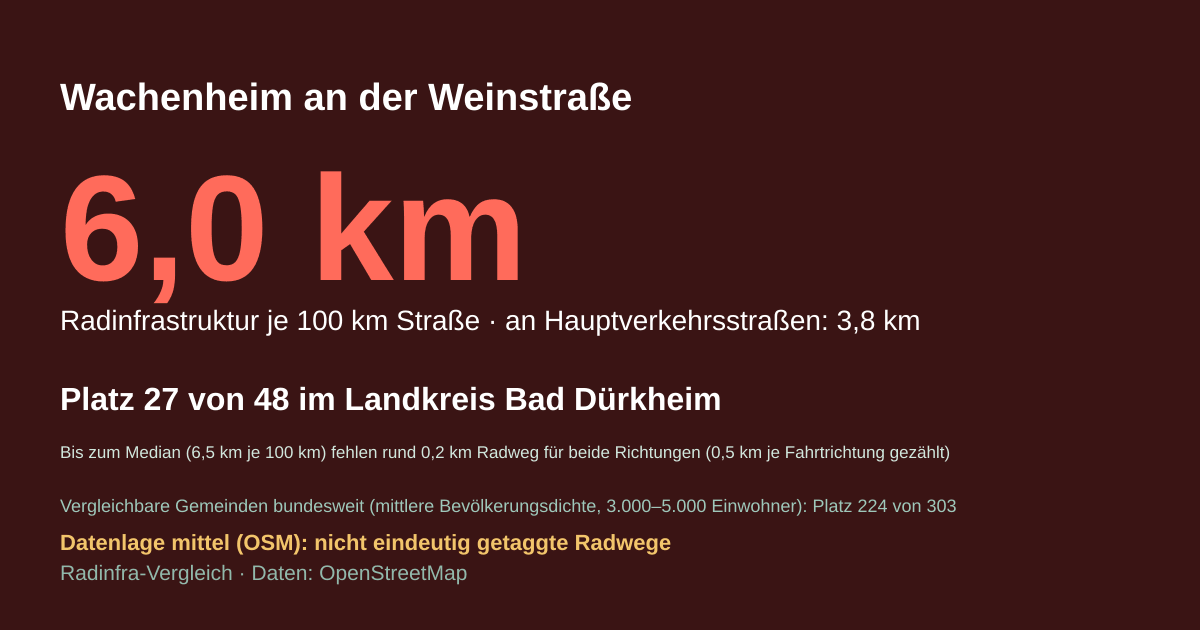 Wachenheim an der Weinstraße
6,0 km
Radinfrastruktur je 100 km Straße · an Hauptverkehrsstraßen: 3,8 km
Platz 27 von 48 im Landkreis Bad Dürkheim
Bis zum Median (6,5 km je 100 km) fehlen rund 0,2 km Radweg für beide Richtungen (0,5 km je Fahrtrichtung gezählt)
Vergleichbare Gemeinden bundesweit (mittlere Bevölkerungsdichte, 3.000–5.000 Einwohner): Platz 224 von 303
Datenlage mittel (OSM): nicht eindeutig getaggte Radwege
Radinfra-Vergleich · Daten: OpenStreetMap